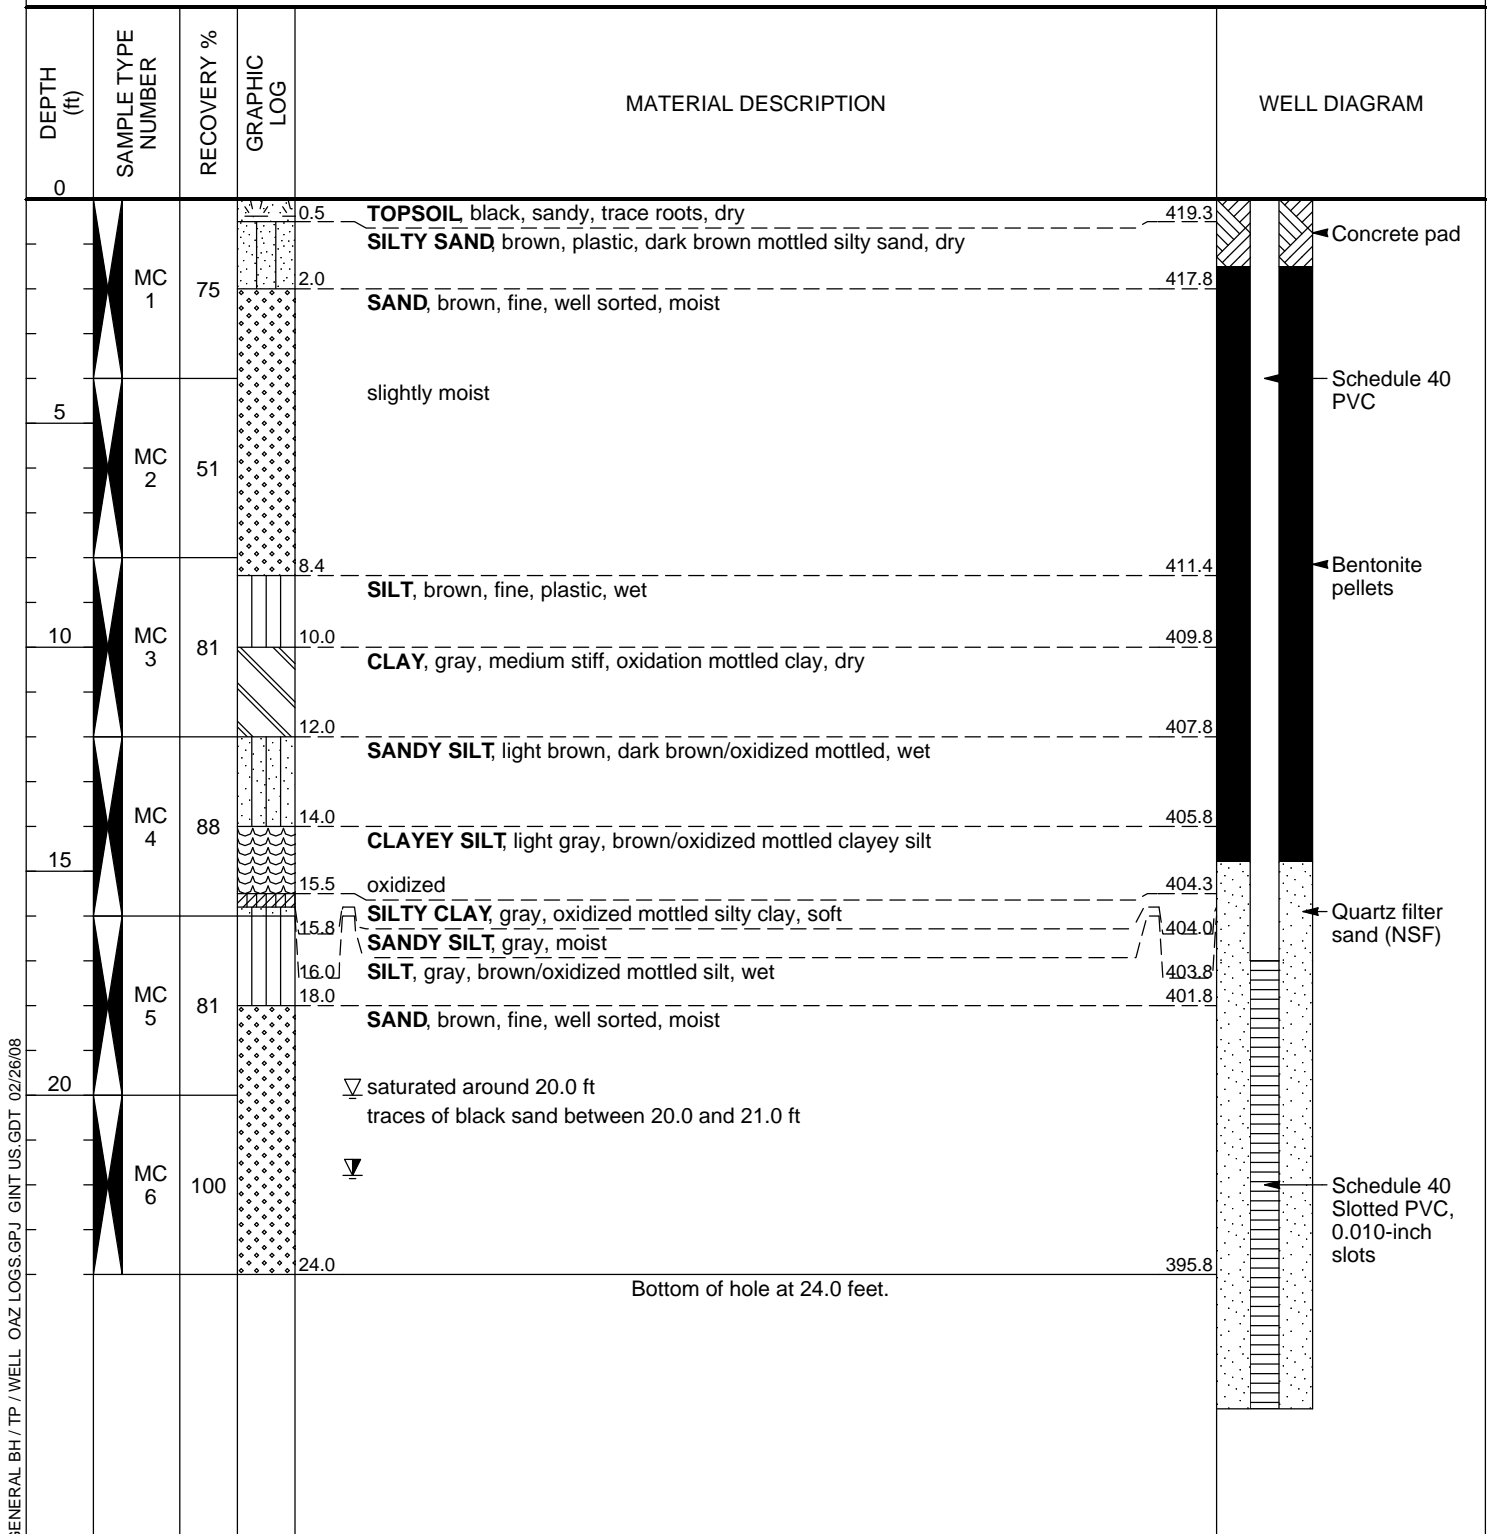 DEPTH
(ft)
SAMPLE TYPE
NUMBER
RECOVERY %
GRAPHIC
LOG
MATERIAL DESCRIPTION
WELL DIAGRAM
0
0.5 TOPSOIL, black, sandy, trace roots, dry 419.3
SILTY SAND, brown, plastic, dark brown mottled silty sand, dry
Concrete pad
2.0 417.8
MC
1
75
SAND, brown, fine, well sorted, moist
slightly moist
Schedule 40
PVC
5
MC
2
51
8.4 411.4
SILT, brown, fine, plastic, wet
Bentonite
pellets
10
MC
3
81
10.0 409.8
CLAY, gray, medium stiff, oxidation mottled clay, dry
12.0 407.8
SANDY SILT, light brown, dark brown/oxidized mottled, wet
MC
4
88
14.0 405.8
CLAYEY SILT, light gray, brown/oxidized mottled clayey silt
15
15.5 oxidized 404.3
SILTY CLAY, gray, oxidized mottled silty clay, soft
15.8 404.0
SANDY SILT, gray, moist
Quartz filter
sand (NSF)
16.0 SILT, gray, brown/oxidized mottled silt, wet 403.8
18.0 401.8
MC
5
81
SAND, brown, fine, well sorted, moist
20
saturated around 20.0 ft
traces of black sand between 20.0 and 21.0 ft
MC
6
100
Schedule 40
Slotted PVC,
0.010-inch
slots
24.0 395.8
Bottom of hole at 24.0 feet.
GENERAL BH / TP / WELL OAZ LOGS.GPJ GINT US.GDT 02/26/08